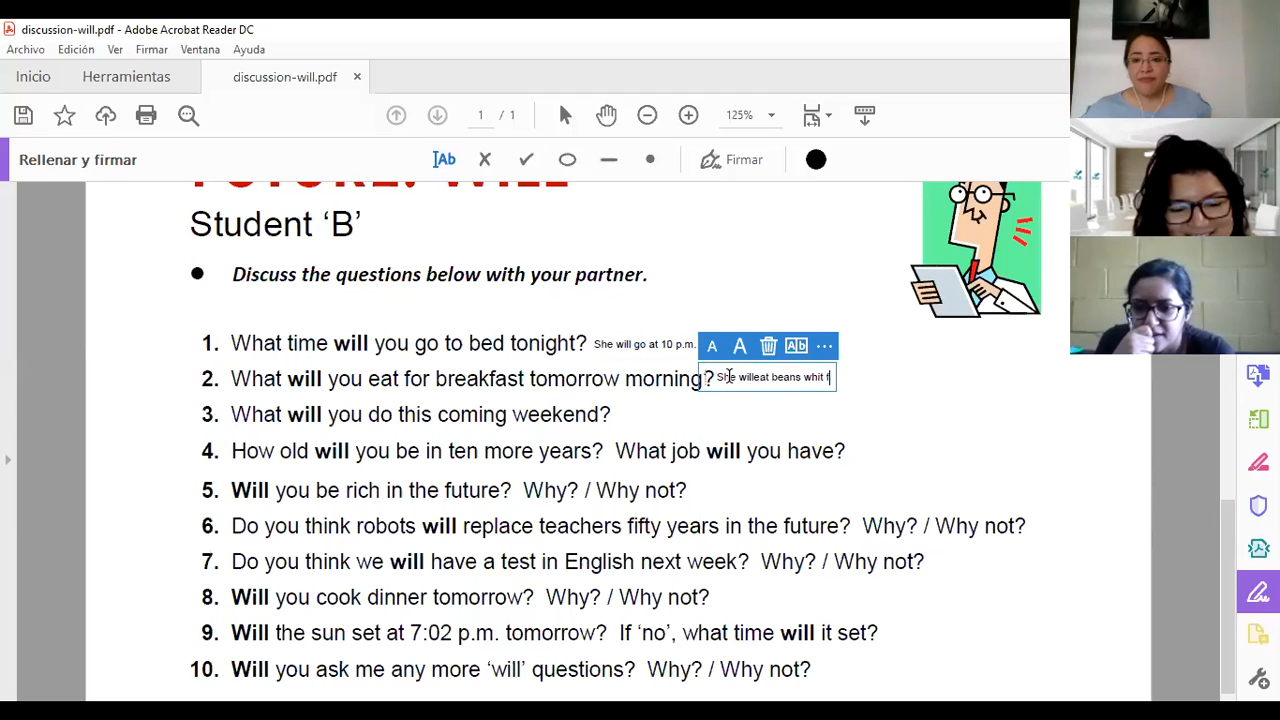 discussion-will.pdf - Adobe Acrobat Reader DC
Archivo Edición Ver Firmar Ventana Ayuda
Inicio Herramientas discussion-will.pdf ×
1 / 1 125%
Rellenar y firmar Ab Firmar
FUTURE: WILL
Student ‘B’
Discuss the questions below with your partner.
1. What time will you go to bed tonight? She will go at 10 p.m. A A Ab ...
2. What will you eat for breakfast tomorrow morning? She willeat beans whit f
3. What will you do this coming weekend?
4. How old will you be in ten more years? What job will you have?
5. Will you be rich in the future? Why? / Why not?
6. Do you think robots will replace teachers fifty years in the future? Why? / Why not?
7. Do you think we will have a test in English next week? Why? / Why not?
8. Will you cook dinner tomorrow? Why? / Why not?
9. Will the sun set at 7:02 p.m. tomorrow? If ‘no’, what time will it set?
10. Will you ask me any more ‘will’ questions? Why? / Why not?